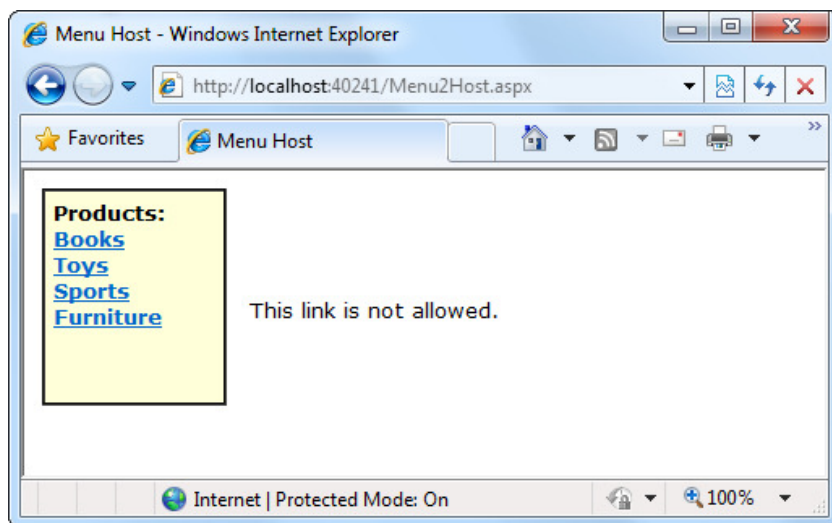 Menu Host - Windows Internet Explorer
http://localhost:40241/Menu2Host.aspx
Favorites
Menu Host
Products:
Books
Toys
Sports
Furniture
This link is not allowed.
Internet | Protected Mode: On
100%